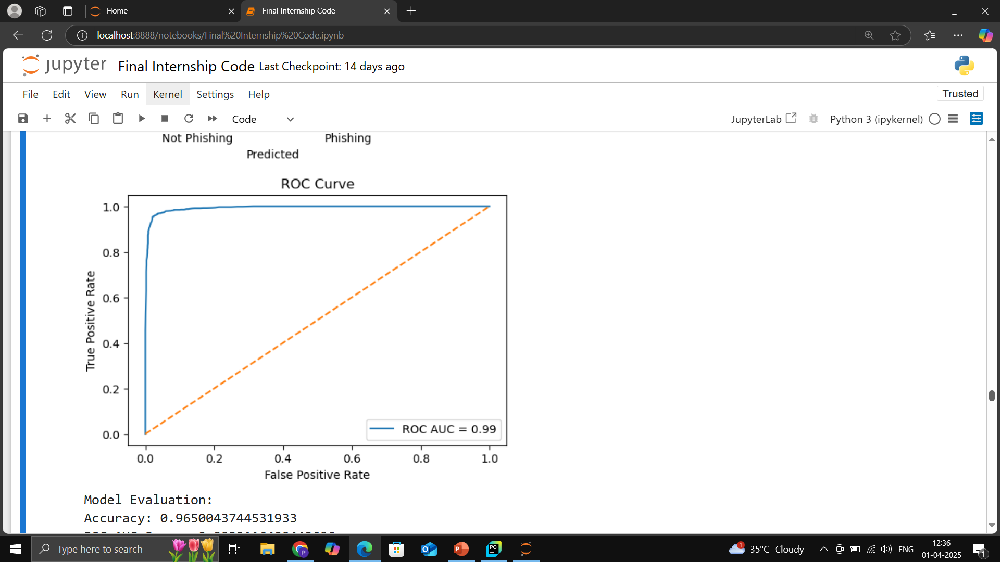 Home
Final Internship Code
localhost:8888/notebooks/Final%20Internship%20Code.ipynb
jupyter Final Internship Code Last Checkpoint: 14 days ago
File Edit View Run Kernel Settings Help
Trusted
Code
JupyterLab
Python 3 (ipykernel)
Not Phishing Phishing
Predicted
ROC Curve
1.0
0.8
0.6
0.4
0.2
0.0
True Positive Rate
ROC AUC = 0.99
0.0 0.2 0.4 0.6 0.8 1.0
False Positive Rate
Model Evaluation:
Accuracy: 0.9650043744531933
Type here to search
PC
P
P
1
35°C Cloudy
ENG
12:36
01-04-2025
1